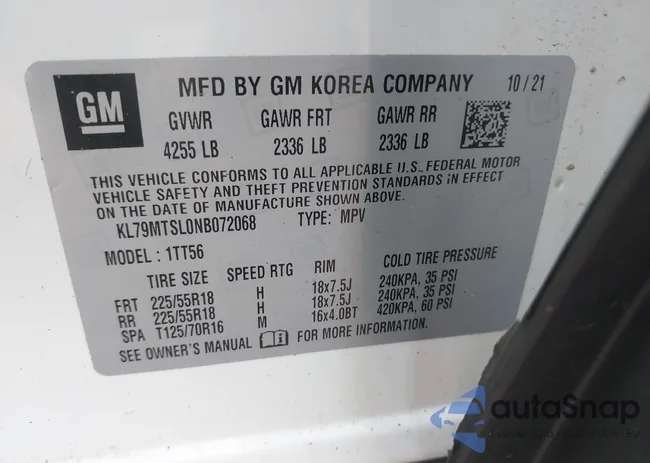 GM
MFD BY GM KOREA COMPANY 10/21
GVWR GAWR FRT GAWR RR
4255 LB 2336 LB 2336 LB
THIS VEHICLE CONFORMS TO ALL APPLICABLE U.S. FEDERAL MOTOR
VEHICLE SAFETY AND THEFT PREVENTION STANDARDS IN EFFECT
ON THE DATE OF MANUFACTURE SHOWN ABOVE.
KL79MTSL0NB072068 TYPE: MPV
MODEL: 1TT56
TIRE SIZE SPEED RTG RIM COLD TIRE PRESSURE
FRT 225/55R18 H 18x7.5J 240KPA, 35 PSI
RR 225/55R18 H 18x7.5J 240KPA, 35 PSI
SPA T125/70R16 M 16x4.0BT 420KPA, 60 PSI
SEE OWNER'S MANUAL i FOR MORE INFORMATION.
autoSnap